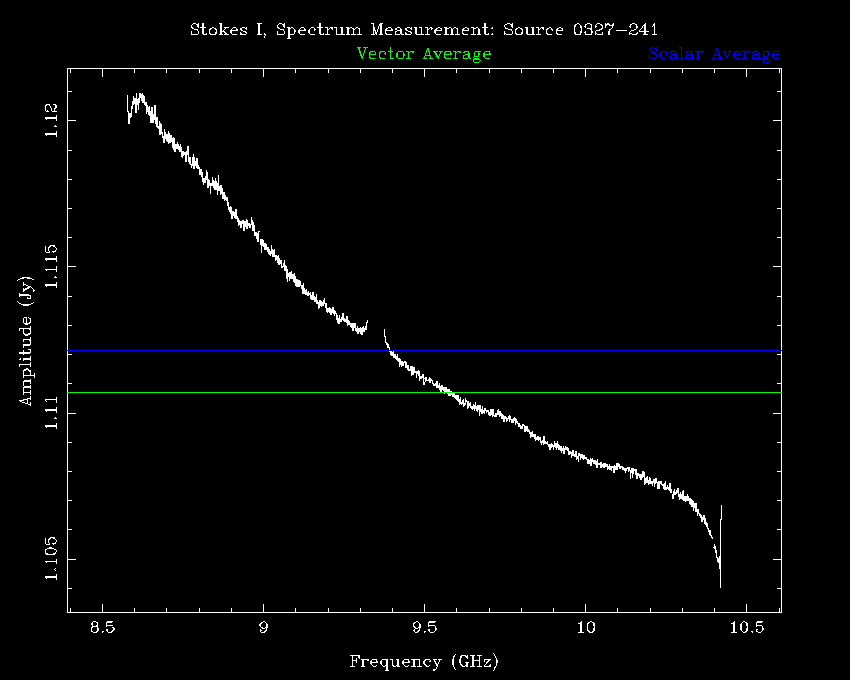 Stokes I, Spectrum Measurement: Source 0327−241
Vector Average
Scalar Average
1.12
1.115
1.11
1.105
Amplitude (Jy)
8.5
9
9.5
10
10.5
Frequency (GHz)